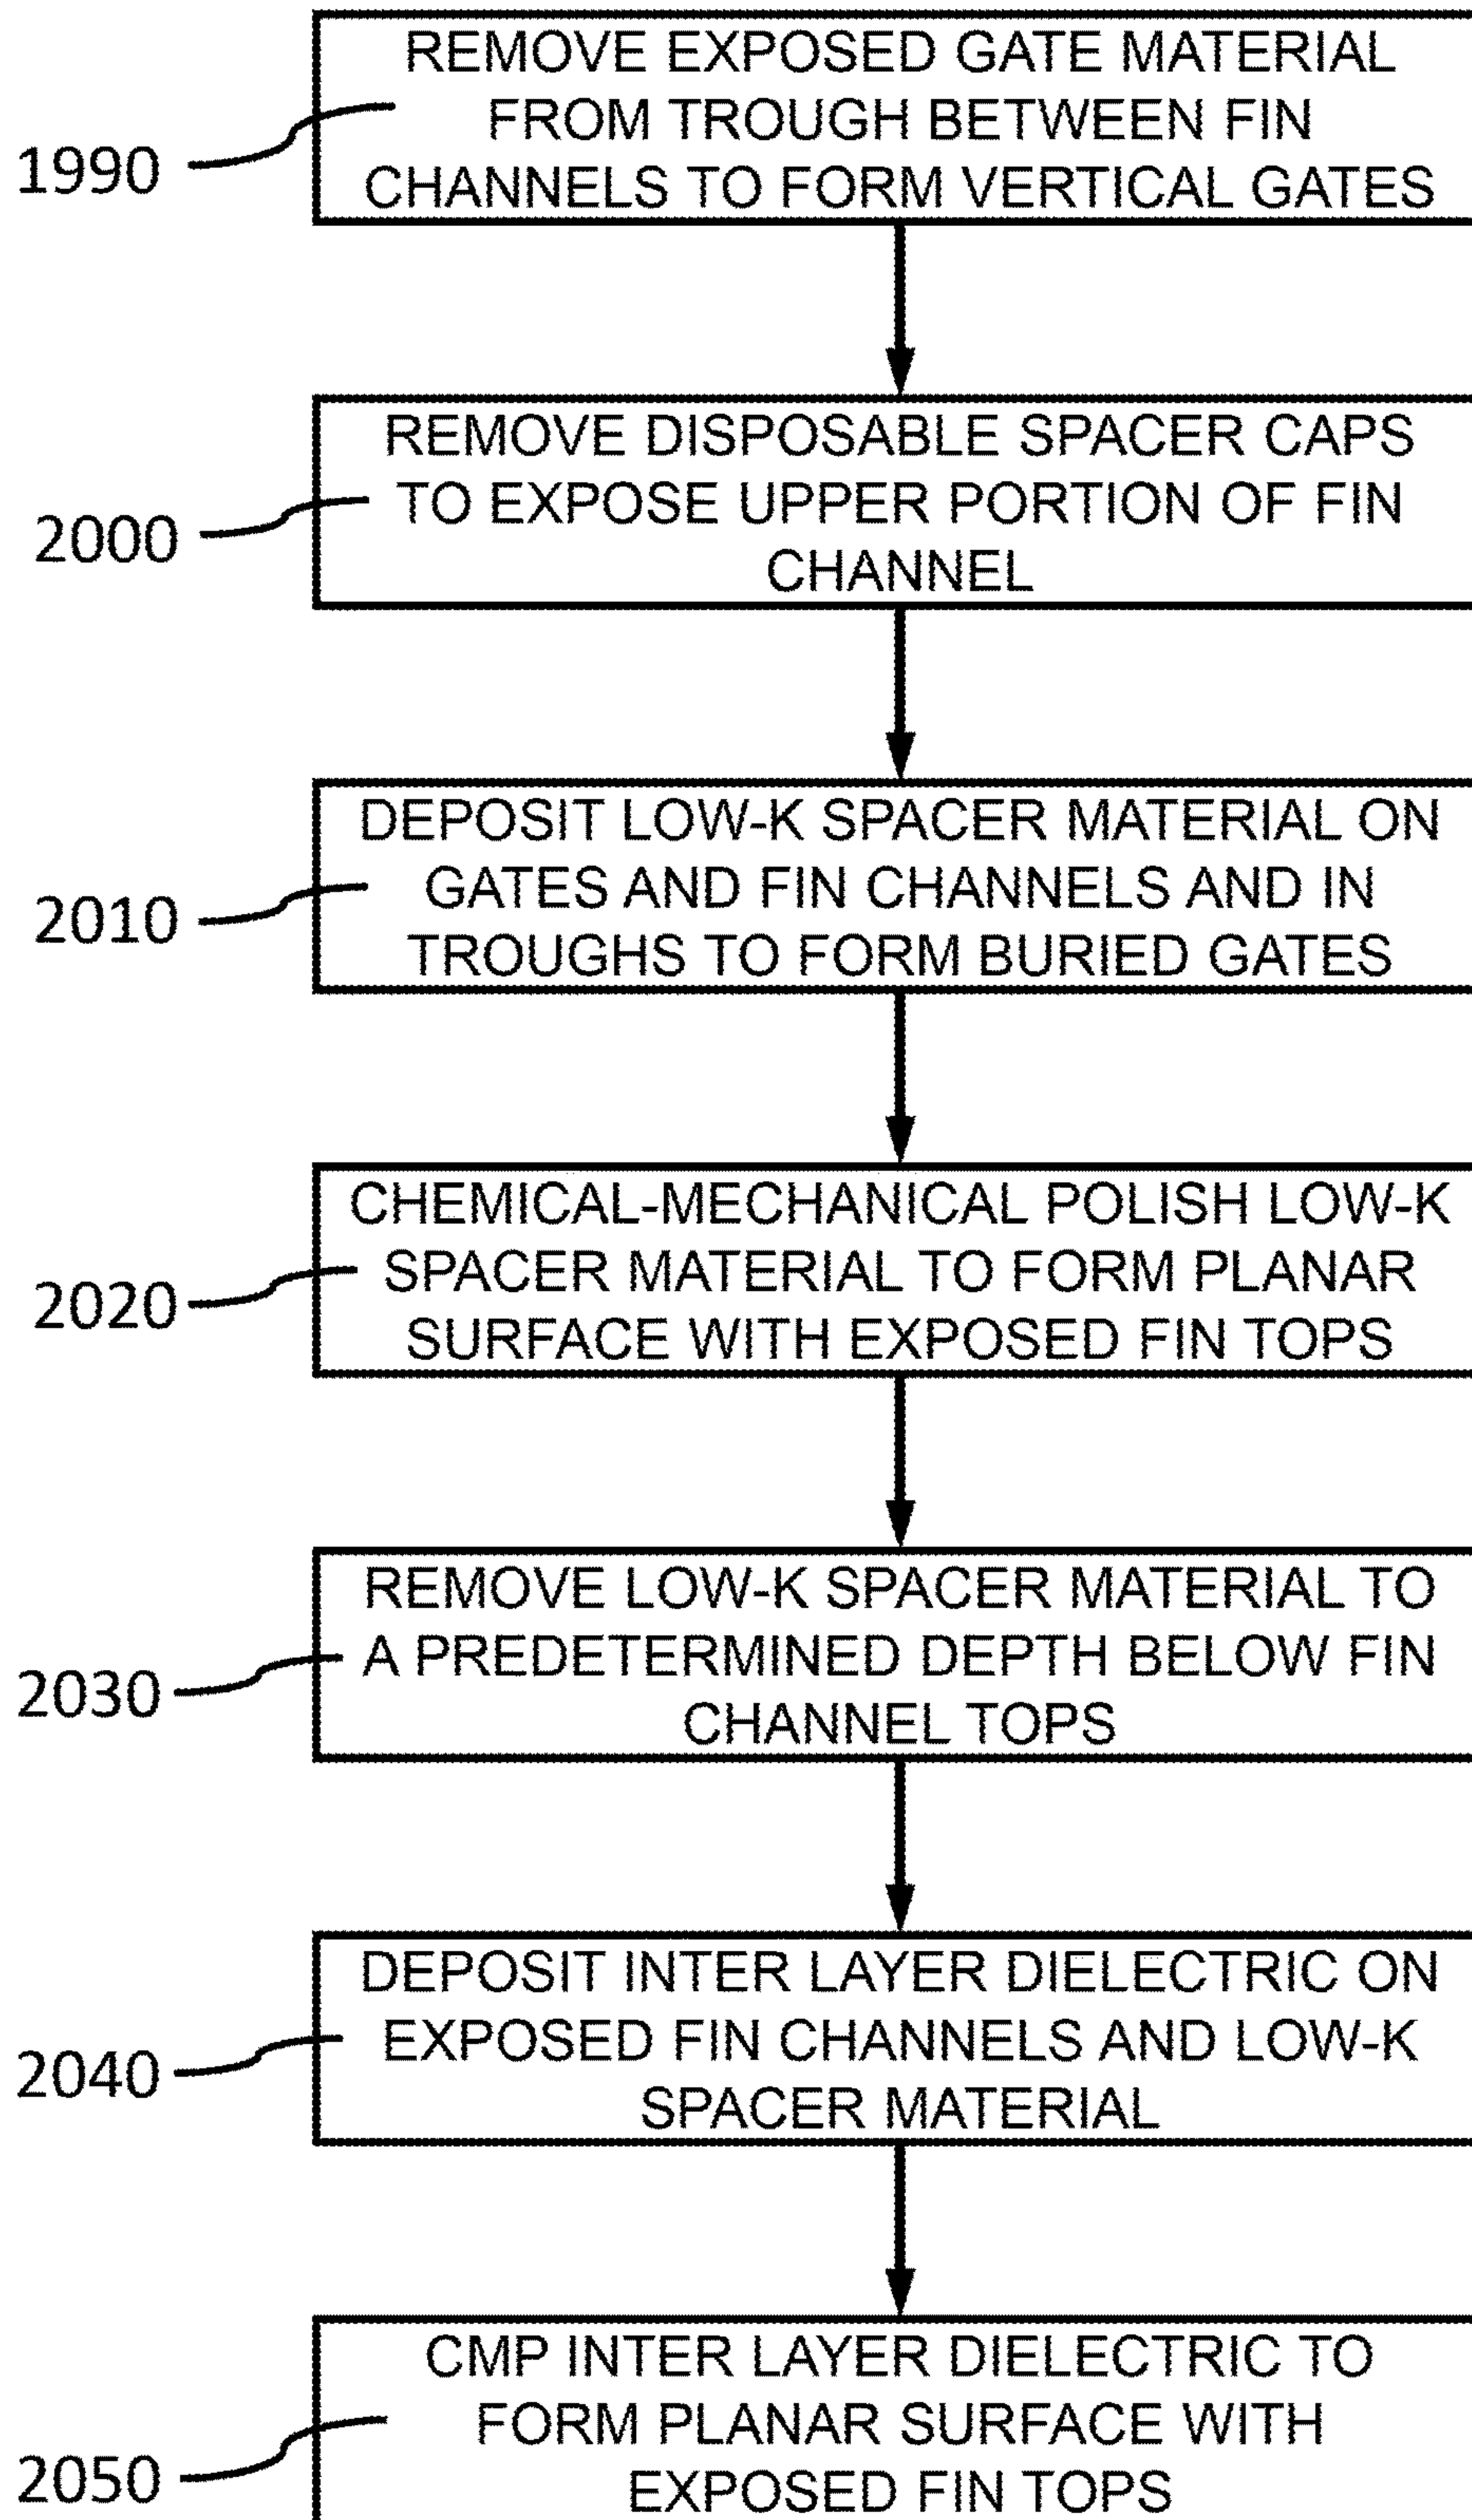 REMOVE EXPOSED GATE MATERIAL
FROM TROUGH BETWEEN FIN
CHANNELS TO FORM VERTICAL GATES
1990
REMOVE DISPOSABLE SPACER CAPS
TO EXPOSE UPPER PORTION OF FIN
CHANNEL
2000
DEPOSIT LOW-K SPACER MATERIAL ON
GATES AND FIN CHANNELS AND IN
TROUGHS TO FORM BURIED GATES
2010
CHEMICAL-MECHANICAL POLISH LOW-K
SPACER MATERIAL TO FORM PLANAR
SURFACE WITH EXPOSED FIN TOPS
2020
REMOVE LOW-K SPACER MATERIAL TO
A PREDETERMINED DEPTH BELOW FIN
CHANNEL TOPS
2030
DEPOSIT INTER LAYER DIELECTRIC ON
EXPOSED FIN CHANNELS AND LOW-K
SPACER MATERIAL
2040
CMP INTER LAYER DIELECTRIC TO
FORM PLANAR SURFACE WITH
EXPOSED FIN TOPS
2050